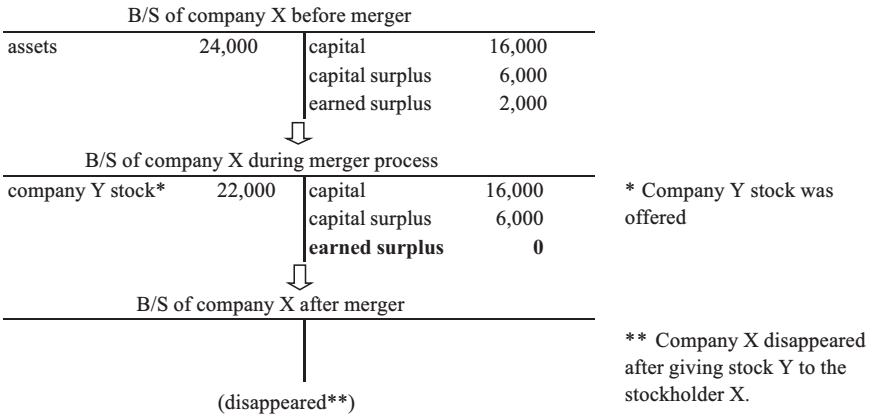 B/S of company X before merger
assets 24,000 capital 16,000
capital surplus 6,000
earned surplus 2,000
B/S of company X during merger process
company Y stock* 22,000 capital 16,000 * Company Y stock was
capital surplus 6,000 offered
earned surplus 0
B/S of company X after merger
** Company X disappeared
after giving stock Y to the
stockholder X.
(disappeared**)